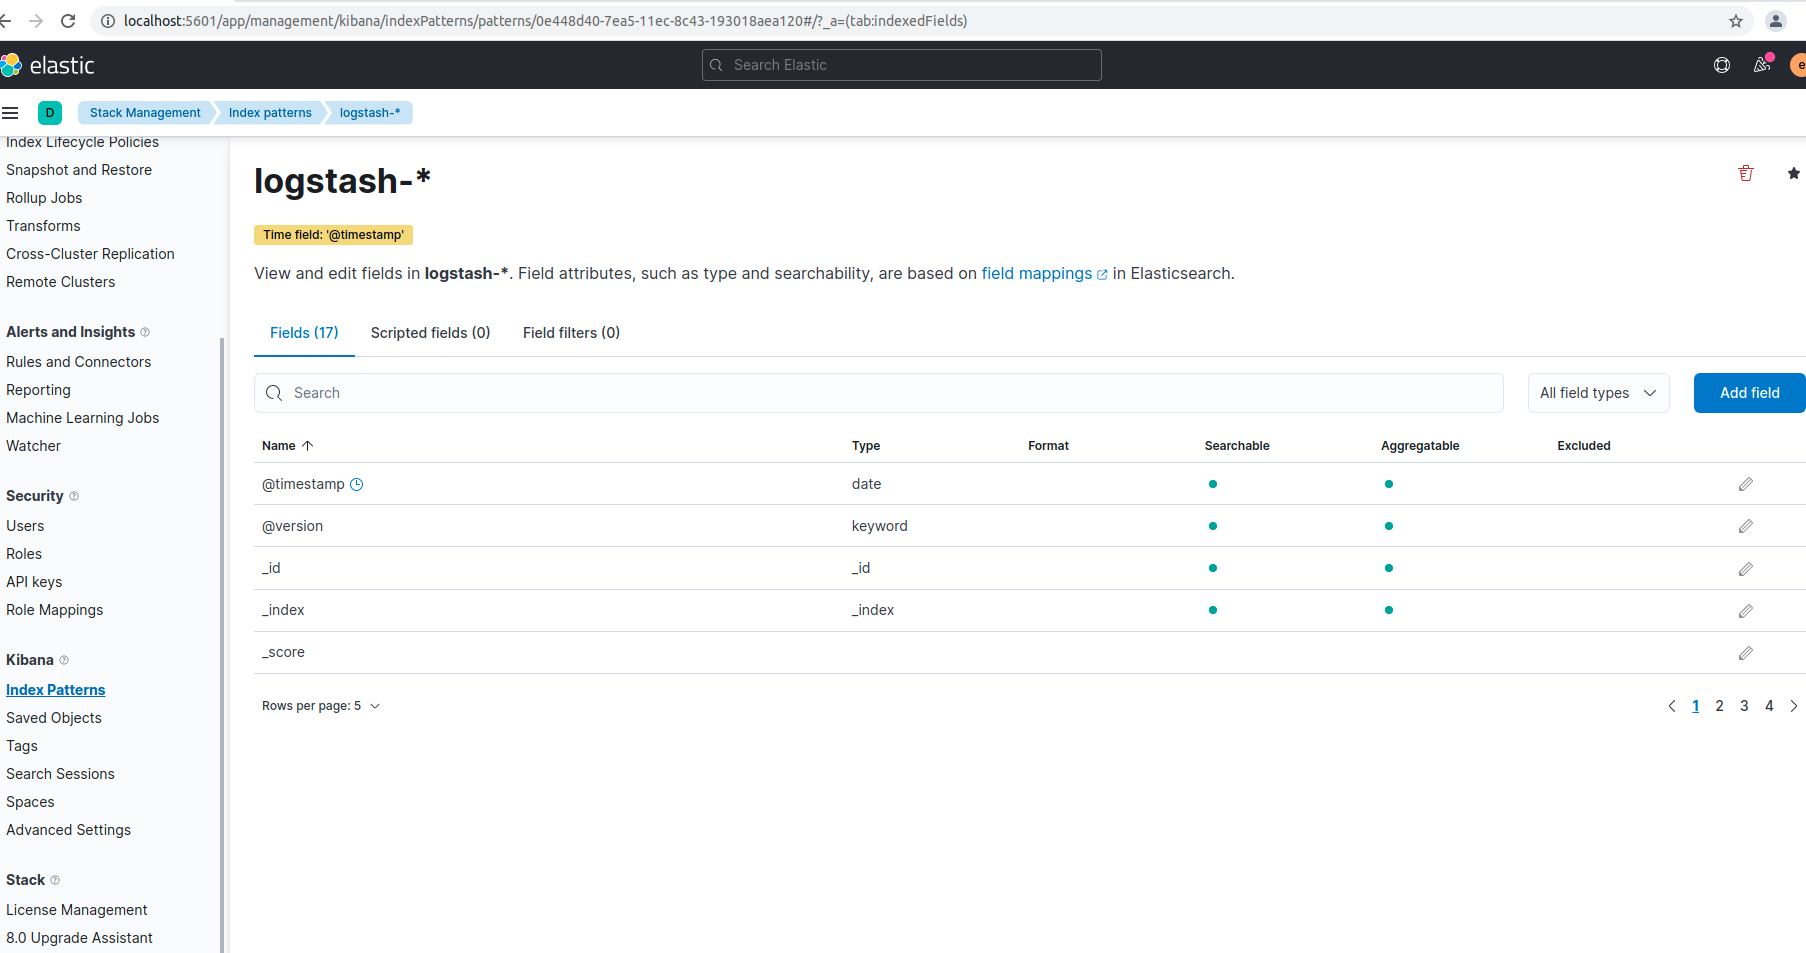 localhost:5601/app/management/kibana/indexPatterns/patterns/0e448d40-7ea5-11ec-8c43-193018aea120#/?_a=(tab:indexedFields)
elastic
Search Elastic
e
D
Stack Management
Index patterns
logstash-*
Index Lifecycle Policies
Snapshot and Restore
Rollup Jobs
Transforms
Cross-Cluster Replication
Remote Clusters
Alerts and Insights
Rules and Connectors
Reporting
Machine Learning Jobs
Watcher
Security
Users
Roles
API keys
Role Mappings
Kibana
Index Patterns
Saved Objects
Tags
Search Sessions
Spaces
Advanced Settings
Stack
License Management
8.0 Upgrade Assistant
logstash-*
Time field: '@timestamp'
View and edit fields in logstash-*. Field attributes, such as type and searchability, are based on field mappings in Elasticsearch.
Fields (17) Scripted fields (0) Field filters (0)
Search
All field types
Add field
Name Type Format Searchable Aggregatable Excluded
@timestamp date
@version keyword
_id _id
_index _index
_score
Rows per page: 5
1 2 3 4